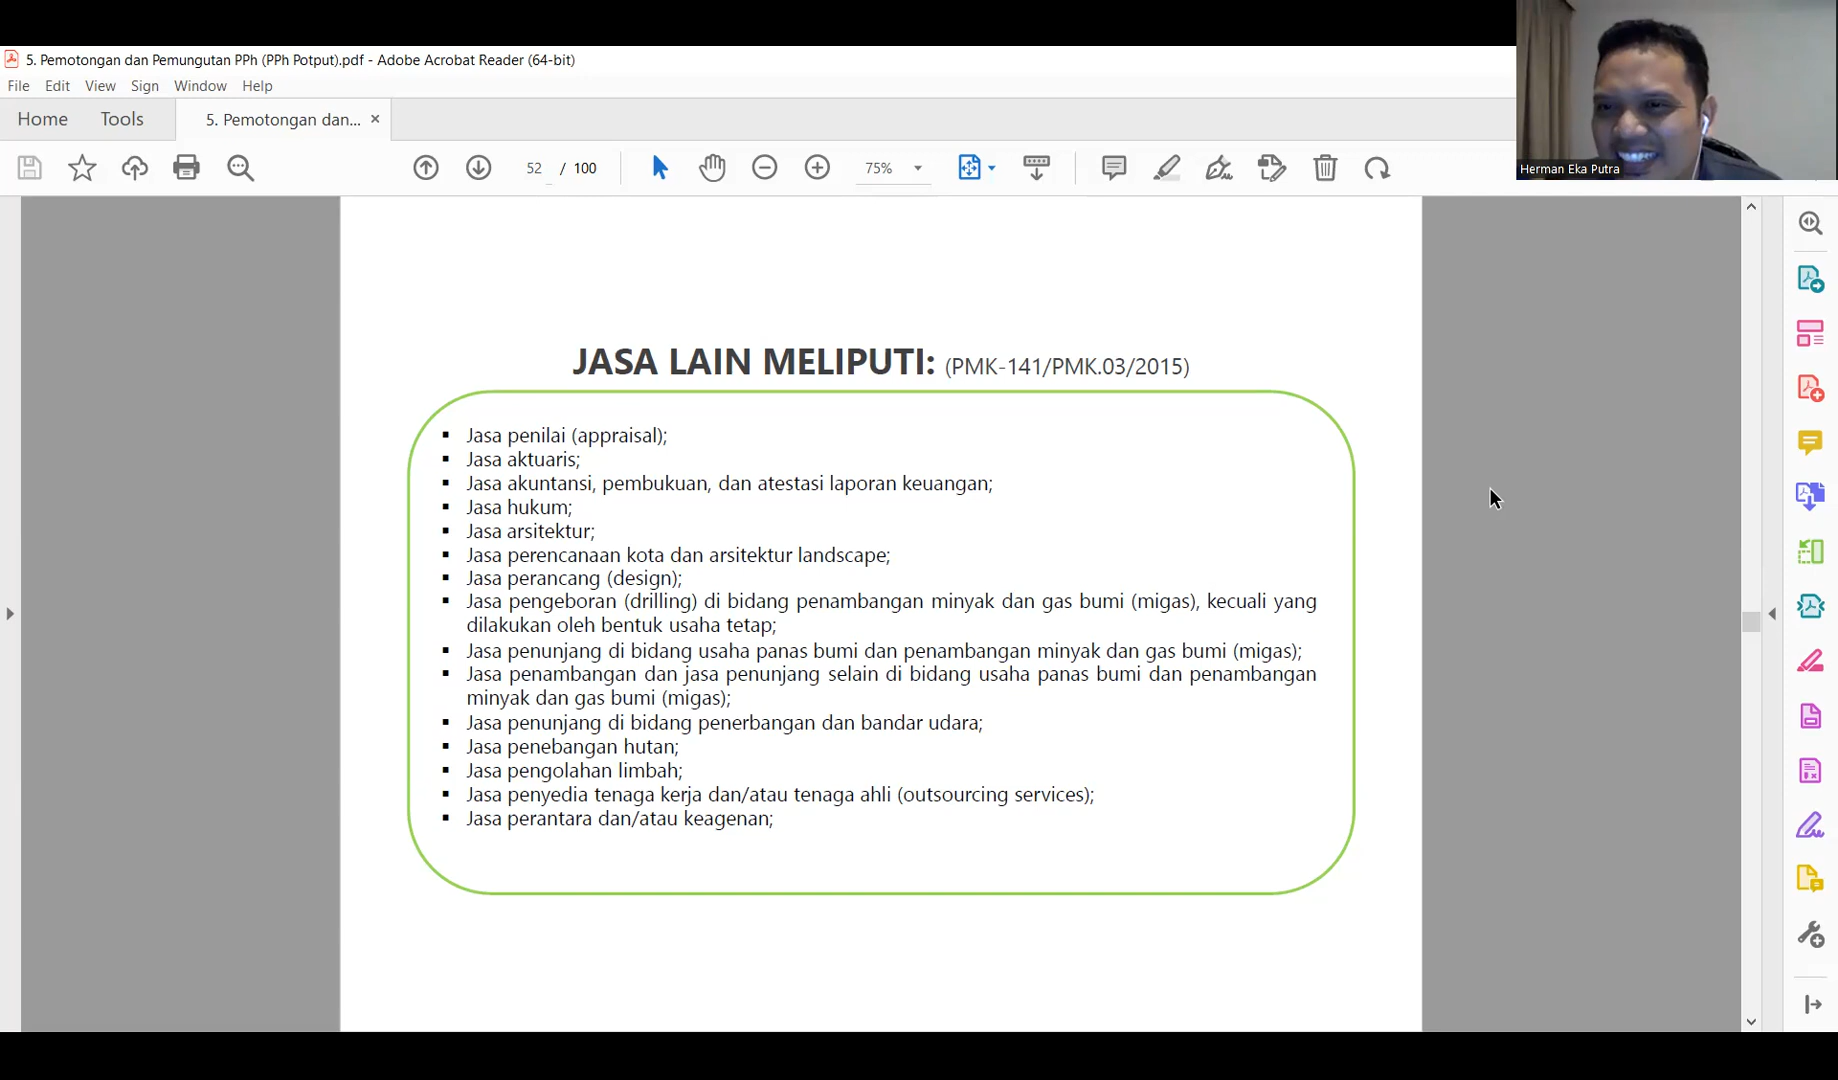 5. Pemotongan dan Pemungutan PPh (PPh Potput).pdf - Adobe Acrobat Reader (64-bit)
File Edit View Sign Window Help
Home Tools 5. Pemotongan dan... ×
52 / 100 75%
Herman Eka Putra
JASA LAIN MELIPUTI: (PMK-141/PMK.03/2015)
▪ Jasa penilai (appraisal);
▪ Jasa aktuaris;
▪ Jasa akuntansi, pembukuan, dan atestasi laporan keuangan;
▪ Jasa hukum;
▪ Jasa arsitektur;
▪ Jasa perencanaan kota dan arsitektur landscape;
▪ Jasa perancang (design);
▪ Jasa pengeboran (drilling) di bidang penambangan minyak dan gas bumi (migas), kecuali yang
dilakukan oleh bentuk usaha tetap;
▪ Jasa penunjang di bidang usaha panas bumi dan penambangan minyak dan gas bumi (migas);
▪ Jasa penambangan dan jasa penunjang selain di bidang usaha panas bumi dan penambangan
minyak dan gas bumi (migas);
▪ Jasa penunjang di bidang penerbangan dan bandar udara;
▪ Jasa penebangan hutan;
▪ Jasa pengolahan limbah;
▪ Jasa penyedia tenaga kerja dan/atau tenaga ahli (outsourcing services);
▪ Jasa perantara dan/atau keagenan;